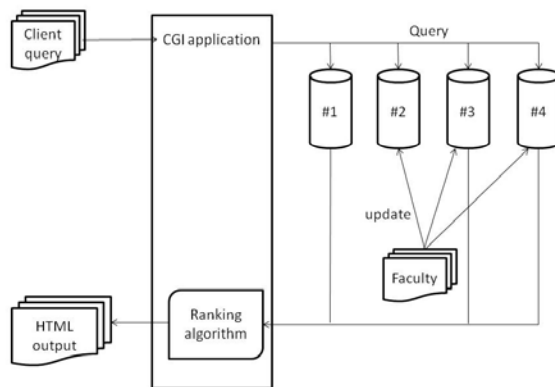 Client
query
CGI application
Query
#1
#2
#3
#4
update
Faculty
Ranking
algorithm
HTML
output